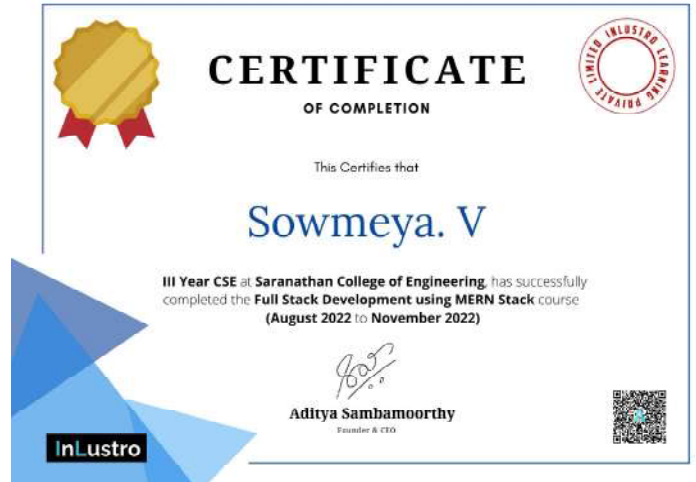 CERTIFICATE
OF COMPLETION
INLUSTRO LEARNING PRIVATE LIMITED
This Certifies that
Sowmeya. V
III Year CSE at Saranathan College of Engineering, has successfully
completed the Full Stack Development using MERN Stack course
(August 2022 to November 2022)
Aditya Sambamoorthy
Founder & CEO
InLustro